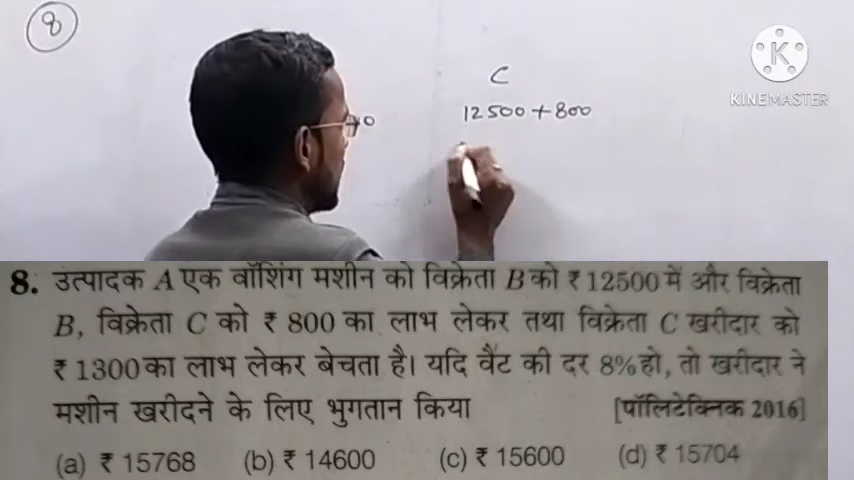 8
C
12500+800
KINEMASTER
8. उत्पादक A एक वॉशिंग मशीन को विक्रेता B को ₹ 12500 में और विक्रेता
B, विक्रेता C को ₹ 800 का लाभ लेकर तथा विक्रेता C खरीदार को
₹ 1300 का लाभ लेकर बेचता है। यदि वैट की दर 8% हो, तो खरीदार ने
मशीन खरीदने के लिए भुगतान किया [पॉलिटेक्निक 2016]
(a) ₹ 15768 (b) ₹ 14600 (c) ₹ 15600 (d) ₹ 15704